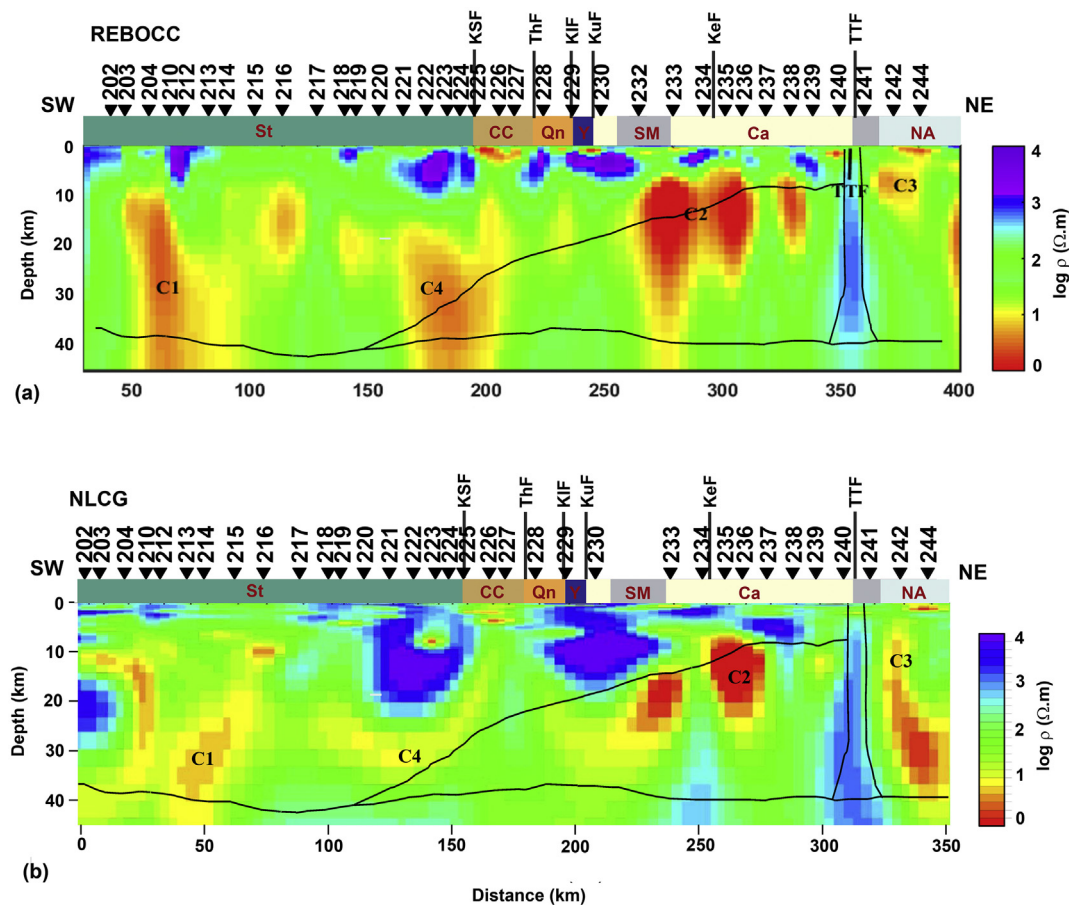 REBOCC
KSF ThF KlF KuF KeF TTF
202 203 204 210 212 213 214 215 216 217 218 219 220 221 222 223 224 225 226 227 228 229 230 232 233 234 235 236 237 238 239 240 241 242 244
SW NE
St CC Qn Y SM Ca NA
0
10
20
30
40
Depth (km)
C1 C4 C2 TTF C3
4
3
2
1
0
log ρ (Ω.m)
50 100 150 200 250 300 350 400
(a)
NLCG
KSF ThF KlF KuF KeF TTF
202 203 204 210 212 213 214 215 216 217 218 219 220 221 222 223 224 225 226 227 228 229 230 233 234 235 236 237 238 239 240 241 242 244
SW NE
St CC Qn Y SM Ca NA
0
10
20
30
40
Depth (km)
C1 C4 C2 C3
4
3
2
1
0
log ρ (Ω.m)
0 50 100 150 200 250 300 350
(b)
Distance (km)